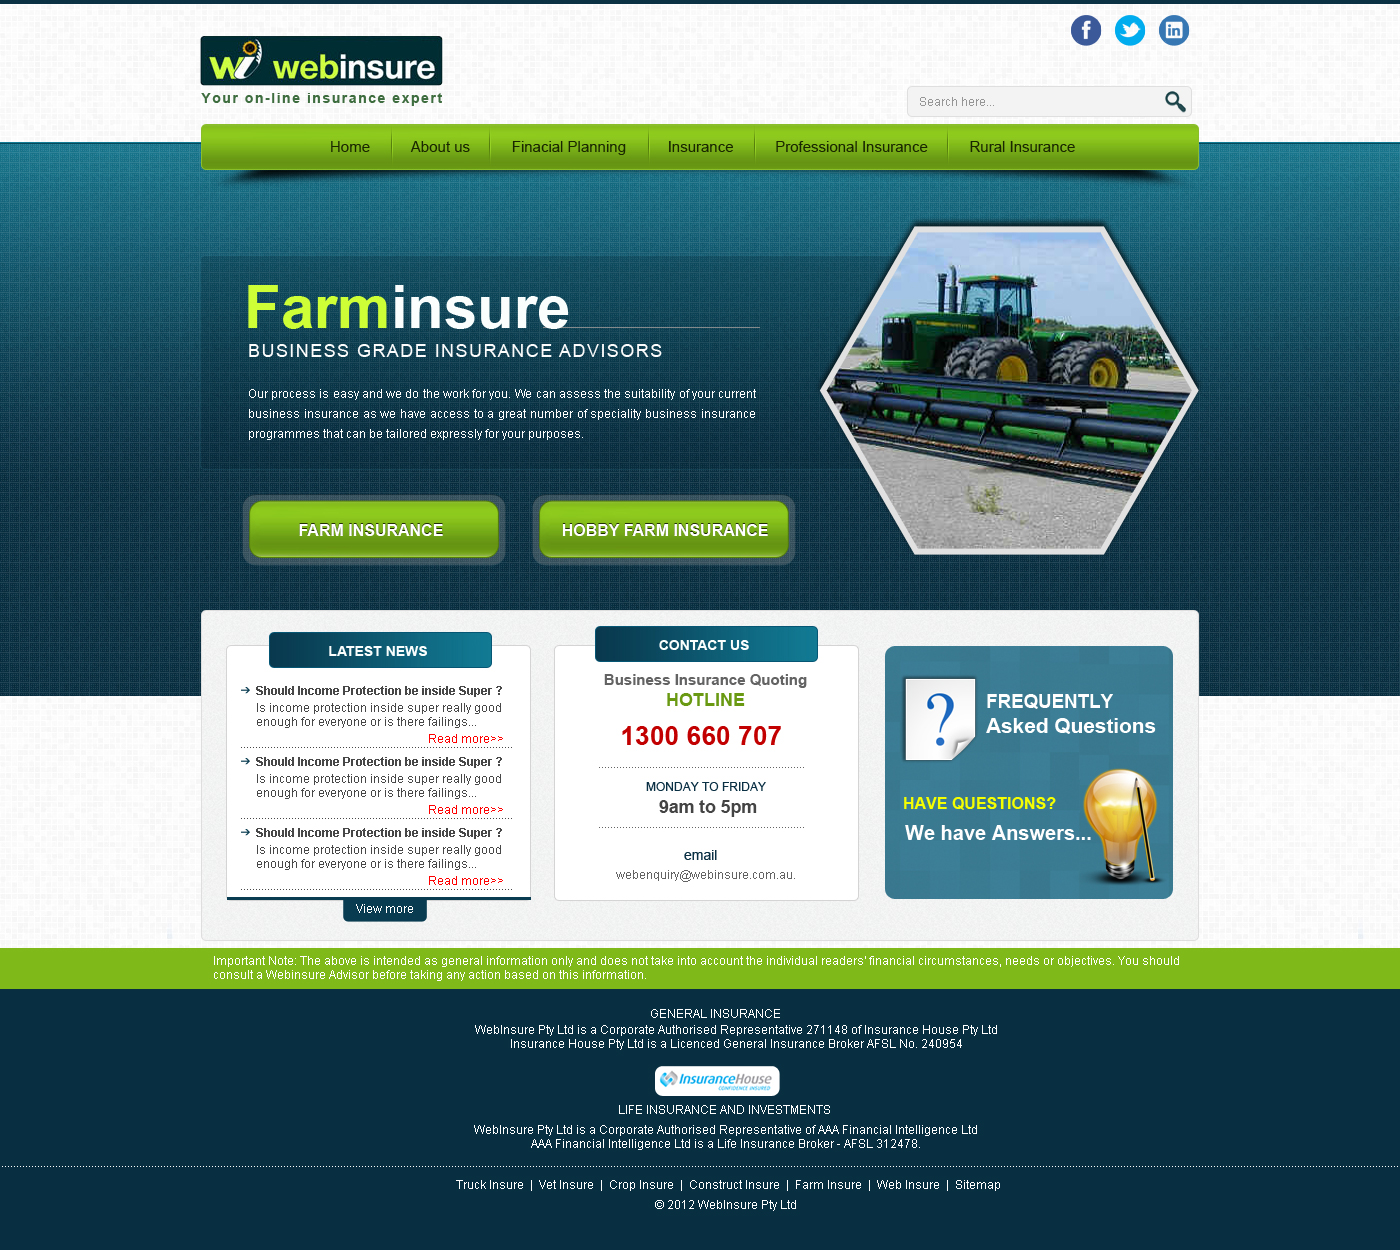 webinsure
Your on-line insurance expert
Search here...
Home
About us
Finacial Planning
Insurance
Professional Insurance
Rural Insurance
Farminsure
BUSINESS GRADE INSURANCE ADVISORS
Our process is easy and we do the work for you. We can assess the suitability of your current
business insurance as we have access to a great number of speciality business insurance
programmes that can be tailored expressly for your purposes.
FARM INSURANCE
HOBBY FARM INSURANCE
LATEST NEWS
Should Income Protection be inside Super ?
Is income protection inside super really good
enough for everyone or is there failings...
Read more>>
Should Income Protection be inside Super ?
Is income protection inside super really good
enough for everyone or is there failings...
Read more>>
Should Income Protection be inside Super ?
Is income protection inside super really good
enough for everyone or is there failings...
Read more>>
View more
CONTACT US
Business Insurance Quoting
HOTLINE
1300 660 707
MONDAY TO FRIDAY
9am to 5pm
email
webenquiry@webinsure.com.au.
?
FREQUENTLY
Asked Questions
HAVE QUESTIONS?
We have Answers...
Important Note: The above is intended as general information only and does not take into account the individual readers' financial circumstances, needs or objectives. You should
consult a Webinsure Advisor before taking any action based on this information.
GENERAL INSURANCE
WebInsure Pty Ltd is a Corporate Authorised Representative 271148 of Insurance House Pty Ltd
Insurance House Pty Ltd is a Licenced General Insurance Broker AFSL No. 240954
InsuranceHouse
CONFIDENCE INSURED
LIFE INSURANCE AND INVESTMENTS
WebInsure Pty Ltd is a Corporate Authorised Representative of AAA Financial Intelligence Ltd
AAA Financial Intelligence Ltd is a Life Insurance Broker - AFSL 312478.
Truck Insure | Vet Insure | Crop Insure | Construct Insure | Farm Insure | Web Insure | Sitemap
© 2012 WebInsure Pty Ltd